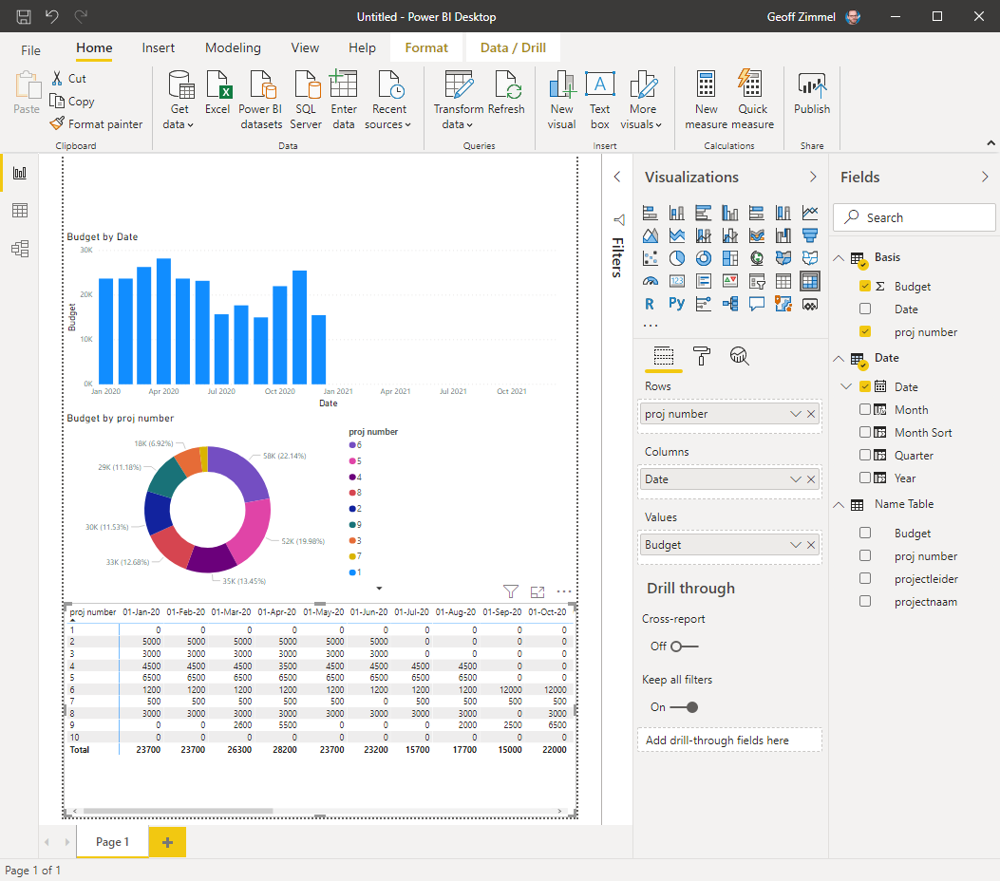 Untitled - Power BI Desktop
Geoff Zimmel
File Home Insert Modeling View Help Format Data / Drill
Paste
Cut
Copy
Format painter
Clipboard
Get data
Excel
Power BI datasets
SQL Server
Enter data
Recent sources
Data
Transform data
Refresh
Queries
New visual
Text box
More visuals
Insert
New measure
Quick measure
Calculations
Publish
Share
Budget by Date
30K
20K
10K
0K
Budget
Jan 2020 Apr 2020 Jul 2020 Oct 2020 Jan 2021 Apr 2021 Jul 2021 Oct 2021
Date
Budget by proj number
18K (6.92%)
58K (22.14%)
29K (11.18%)
30K (11.53%)
52K (19.98%)
33K (12.68%)
35K (13.45%)
proj number
6
5
4
8
2
9
3
7
1
proj number 01-Jan-20 01-Feb-20 01-Mar-20 01-Apr-20 01-May-20 01-Jun-20 01-Jul-20 01-Aug-20 01-Sep-20 01-Oct-20
1 0 0 0 0 0 0 0 0 0 0
2 5000 5000 5000 5000 5000 5000 0 0 0 0
3 3000 3000 3000 3000 3000 3000 0 0 0 0
4 4500 4500 4500 3500 4500 4500 4500 4500 0 0
5 6500 6500 6500 6500 6500 6500 6500 6500 0 0
6 1200 1200 1200 1200 1200 1200 1200 1200 12000 12000
7 500 500 500 500 500 0 500 500 500 500
8 3000 3000 3000 3000 3000 3000 3000 3000 0 3000
9 0 0 2600 5500 0 0 0 2000 2500 6500
10 0 0 0 0 0 0 0 0 0 0
Total 23700 23700 26300 28200 23700 23200 15700 17700 15000 22000
Filters
Visualizations
123
R Py
Rows
proj number
Columns
Date
Values
Budget
Drill through
Cross-report
Off
Keep all filters
On
Add drill-through fields here
Fields
Search
Basis
Σ Budget
Date
proj number
Date
Date
Month
Month Sort
Quarter
Year
Name Table
Budget
proj number
projectleider
projectnaam
Page 1
Page 1 of 1